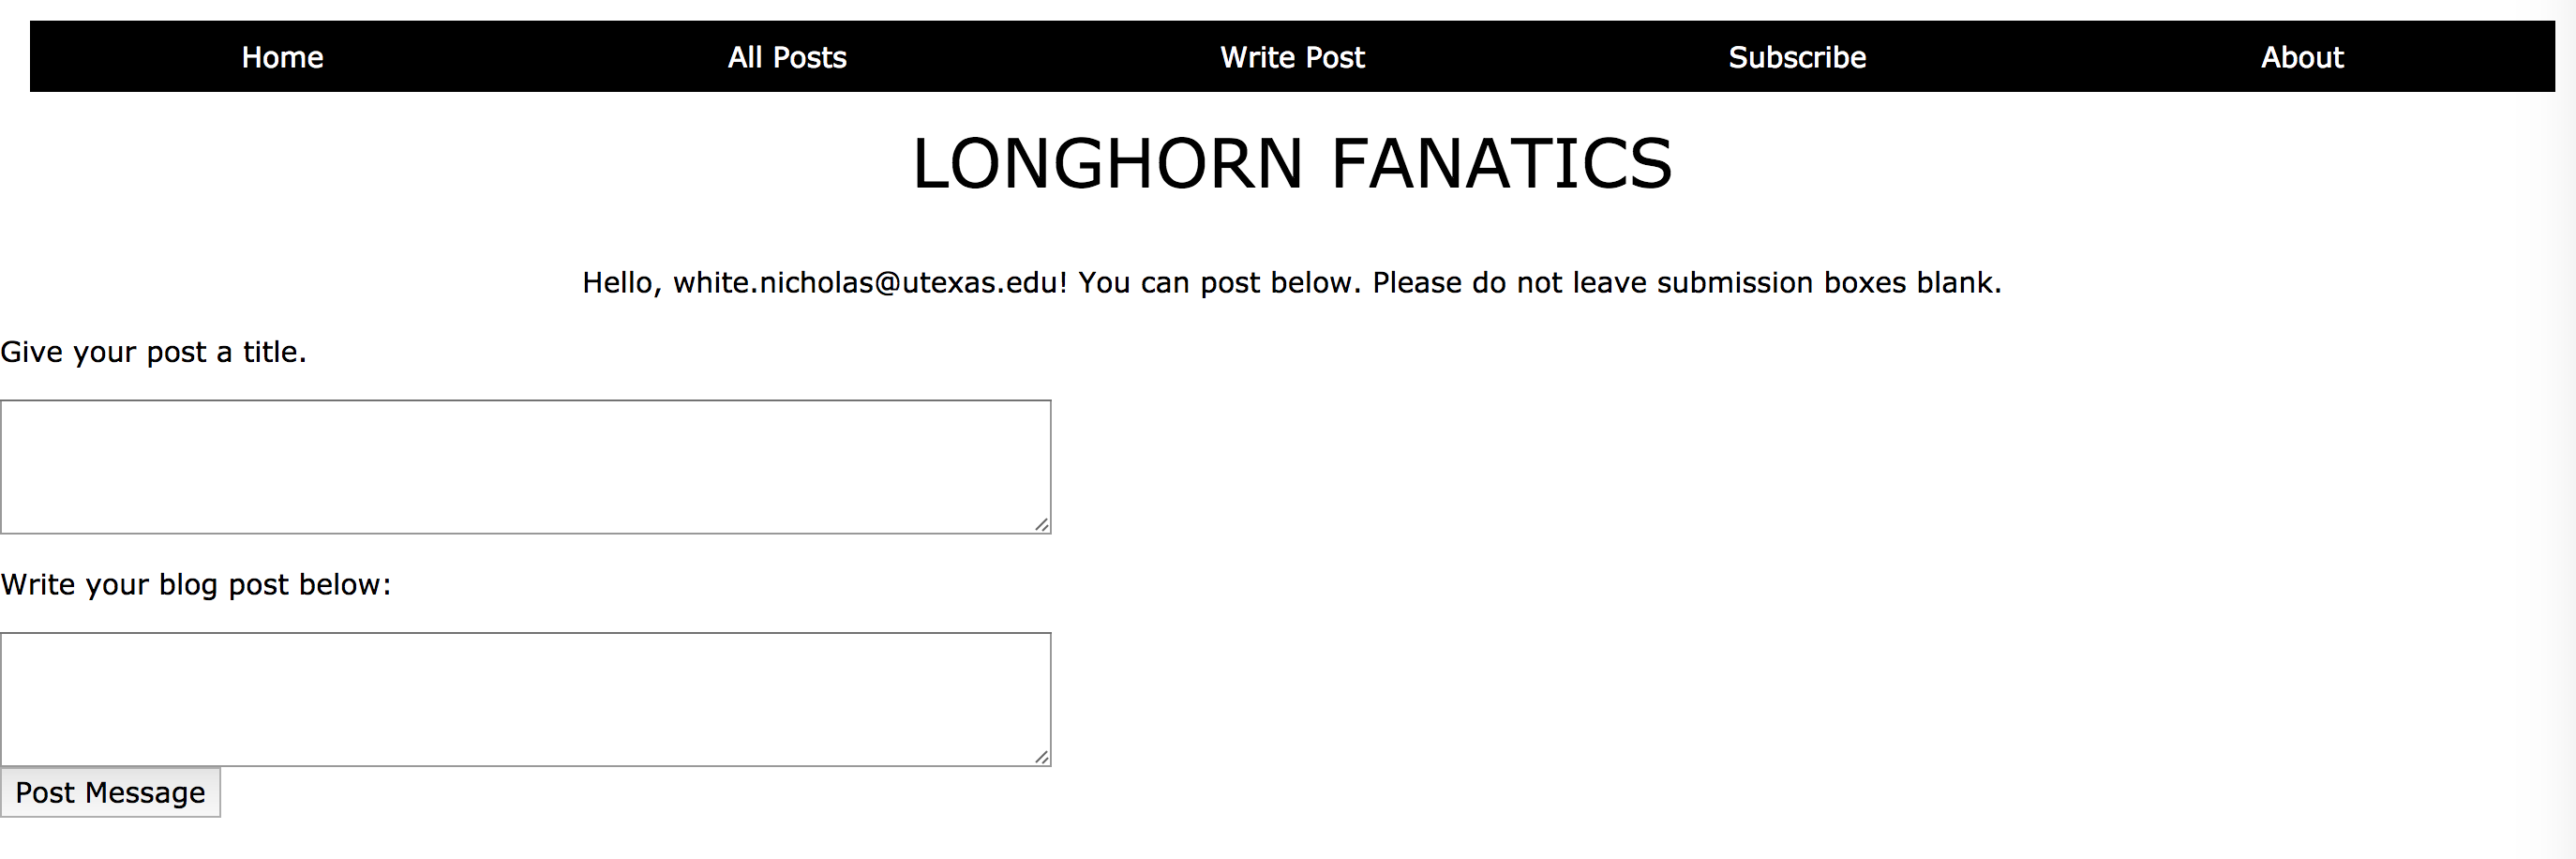 Home All Posts Write Post Subscribe About
LONGHORN FANATICS
Hello, white.nicholas@utexas.edu! You can post below. Please do not leave submission boxes blank.
Give your post a title.
Write your blog post below:
Post Message